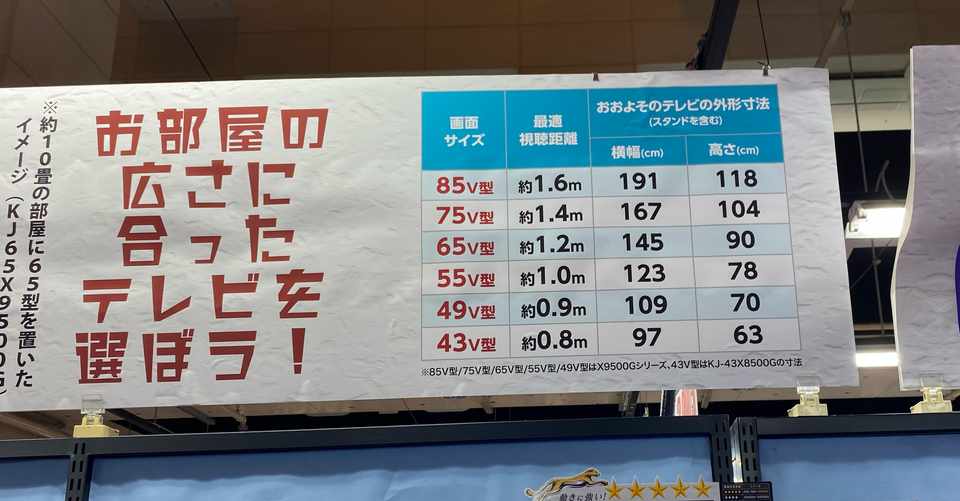 ※約10畳の部屋に65型を置いた
イメージ(KJ65X9500G)
お部屋の
広さに
合った
テレビを
選ぼう!
画面
サイズ
最適
視聴距離
おおよそのテレビの外形寸法
(スタンドを含む)
横幅(cm) 高さ(cm)
85V型 約1.6m 191 118
75V型 約1.4m 167 104
65V型 約1.2m 145 90
55V型 約1.0m 123 78
49V型 約0.9m 109 70
43V型 約0.8m 97 63
※85V型/75V型/65V型/55V型/49V型はX9500Gシリーズ、43V型はKJ-43X8500Gの寸法
動きに強い!